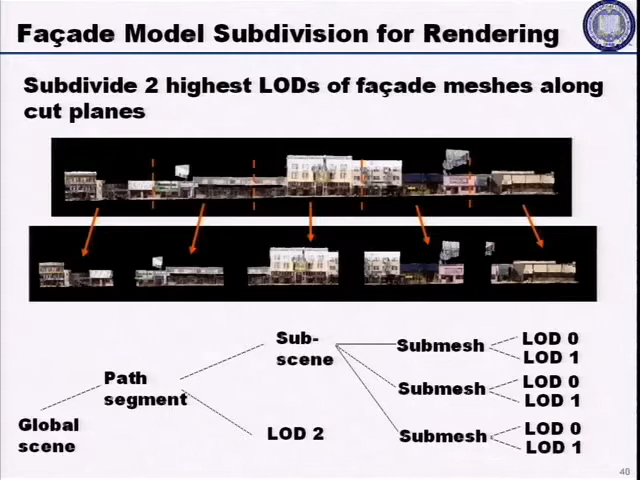 Façade Model Subdivision for Rendering
Subdivide 2 highest LODs of façade meshes along
cut planes
Sub-
scene
Submesh
LOD 0
LOD 1
Path
segment
Submesh
LOD 0
LOD 1
Global
scene
LOD 2
Submesh
LOD 0
LOD 1
40